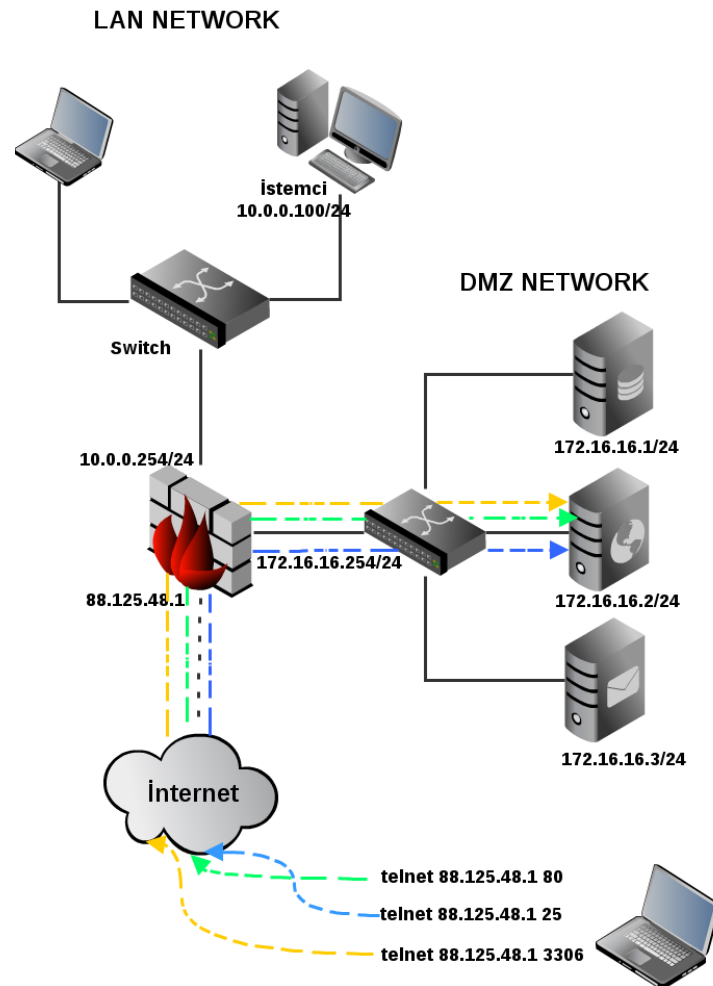 LAN NETWORK
İstemci
10.0.0.100/24
DMZ NETWORK
Switch
172.16.16.1/24
10.0.0.254/24
172.16.16.254/24
88.125.48.1
172.16.16.2/24
172.16.16.3/24
İnternet
telnet 88.125.48.1 80
telnet 88.125.48.1 25
telnet 88.125.48.1 3306